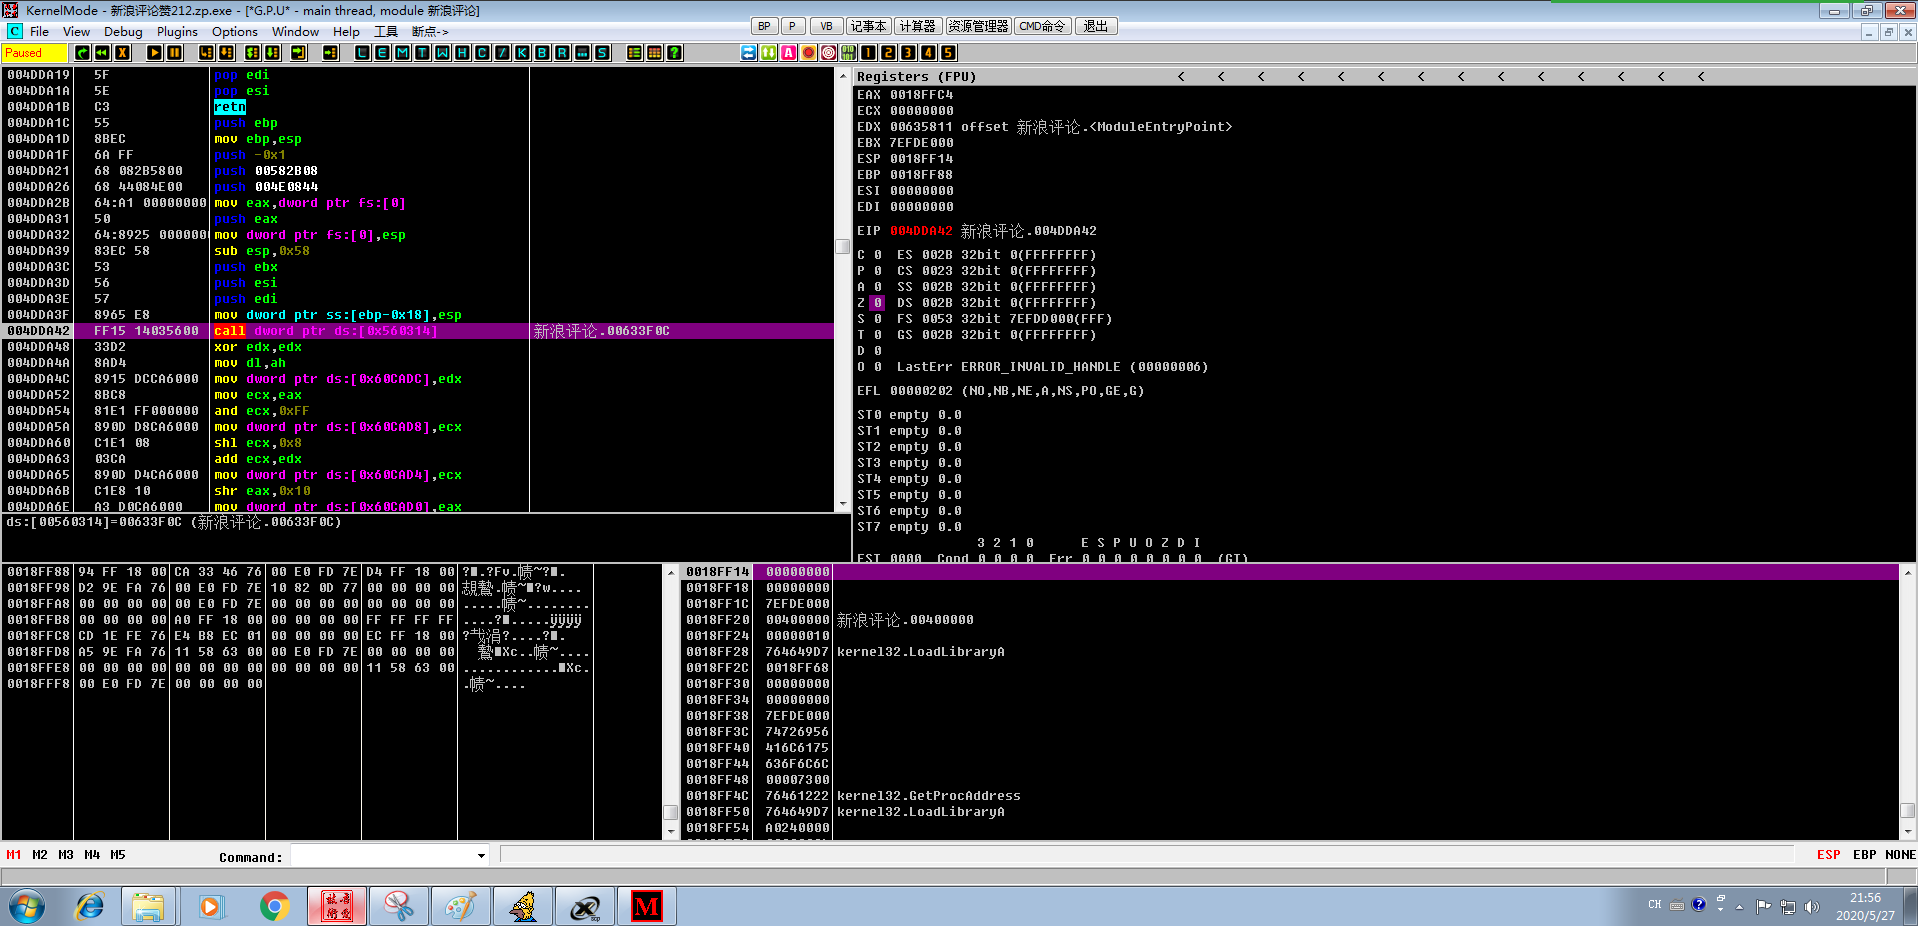 KernelMode - 新浪评论赞212.zp.exe - [*G.P.U* - main thread, module 新浪评论]
File View Debug Plugins Options Window Help 工具 断点->
BP P VB 记事本 计算器 资源管理器 CMD命令 退出
Paused
L E M T W H C / K B R ... S
1 2 3 4 5
004DDA19 5F pop edi
004DDA1A 5E pop esi
004DDA1B C3 retn
004DDA1C 55 push ebp
004DDA1D 8BEC mov ebp,esp
004DDA1F 6A FF push -0x1
004DDA21 68 082B5800 push 00582B08
004DDA26 68 44084E00 push 004E0844
004DDA2B 64:A1 00000000 mov eax,dword ptr fs:[0]
004DDA31 50 push eax
004DDA32 64:8925 0000000 mov dword ptr fs:[0],esp
004DDA39 83EC 58 sub esp,0x58
004DDA3C 53 push ebx
004DDA3D 56 push esi
004DDA3E 57 push edi
004DDA3F 8965 E8 mov dword ptr ss:[ebp-0x18],esp
004DDA42 FF15 14035600 call dword ptr ds:[0x560314] 新浪评论.00633F0C
004DDA48 33D2 xor edx,edx
004DDA4A 8AD4 mov dl,ah
004DDA4C 8915 DCCA6000 mov dword ptr ds:[0x60CADC],edx
004DDA52 8BC8 mov ecx,eax
004DDA54 81E1 FF000000 and ecx,0xFF
004DDA5A 890D D8CA6000 mov dword ptr ds:[0x60CAD8],ecx
004DDA60 C1E1 08 shl ecx,0x8
004DDA63 03CA add ecx,edx
004DDA65 890D D4CA6000 mov dword ptr ds:[0x60CAD4],ecx
004DDA6B C1E8 10 shr eax,0x10
004DDA6E A3 D0CA6000 mov dword ptr ds:[0x60CAD0],eax
ds:[00560314]=00633F0C (新浪评论.00633F0C)
Registers (FPU) < < < < < < < < < < < < < <
EAX 0018FFC4
ECX 00000000
EDX 00635811 offset 新浪评论.<ModuleEntryPoint>
EBX 7EFDE000
ESP 0018FF14
EBP 0018FF88
ESI 00000000
EDI 00000000
EIP 004DDA42 新浪评论.004DDA42
C 0 ES 002B 32bit 0(FFFFFFFF)
P 0 CS 0023 32bit 0(FFFFFFFF)
A 0 SS 002B 32bit 0(FFFFFFFF)
Z 0 DS 002B 32bit 0(FFFFFFFF)
S 0 FS 0053 32bit 7EFDD000(FFF)
T 0 GS 002B 32bit 0(FFFFFFFF)
D 0
O 0 LastErr ERROR_INVALID_HANDLE (00000006)
EFL 00000202 (NO,NB,NE,A,NS,PO,GE,G)
ST0 empty 0.0
ST1 empty 0.0
ST2 empty 0.0
ST3 empty 0.0
ST4 empty 0.0
ST5 empty 0.0
ST6 empty 0.0
ST7 empty 0.0
3 2 1 0 E S P U O Z D I
FST 0000 Cond 0 0 0 0 Err 0 0 0 0 0 0 0 0 (GT)
0018FF88 94 FF 18 00 CA 33 46 76 00 E0 FD 7E D4 FF 18 00
0018FF98 D2 9E FA 76 00 E0 FD 7E 10 82 0D 77 00 00 00 00
0018FFA8 00 00 00 00 00 E0 FD 7E 00 00 00 00 00 00 00 00
0018FFB8 00 00 00 00 A0 FF 18 00 00 00 00 00 FF FF FF FF
0018FFC8 CD 1E FE 76 E4 B8 EC 01 00 00 00 00 EC FF 18 00
0018FFD8 A5 9E FA 76 11 58 63 00 00 E0 FD 7E 00 00 00 00
0018FFE8 00 00 00 00 00 00 00 00 00 00 00 00 11 58 63 00
0018FFF8 00 E0 FD 7E 00 00 00 00
0018FF14 00000000
0018FF18 00000000
0018FF1C 7EFDE000
0018FF20 00400000 新浪评论.00400000
0018FF24 00000010
0018FF28 764649D7 kernel32.LoadLibraryA
0018FF2C 0018FF68
0018FF30 00000000
0018FF34 00000000
0018FF38 7EFDE000
0018FF3C 74726956
0018FF40 416C6175
0018FF44 636F6C6C
0018FF48 00007300
0018FF4C 76461222 kernel32.GetProcAddress
0018FF50 764649D7 kernel32.LoadLibraryA
0018FF54 A0240000
M1 M2 M3 M4 M5 Command: ESP EBP NONE
CH 21:56
2020/5/27